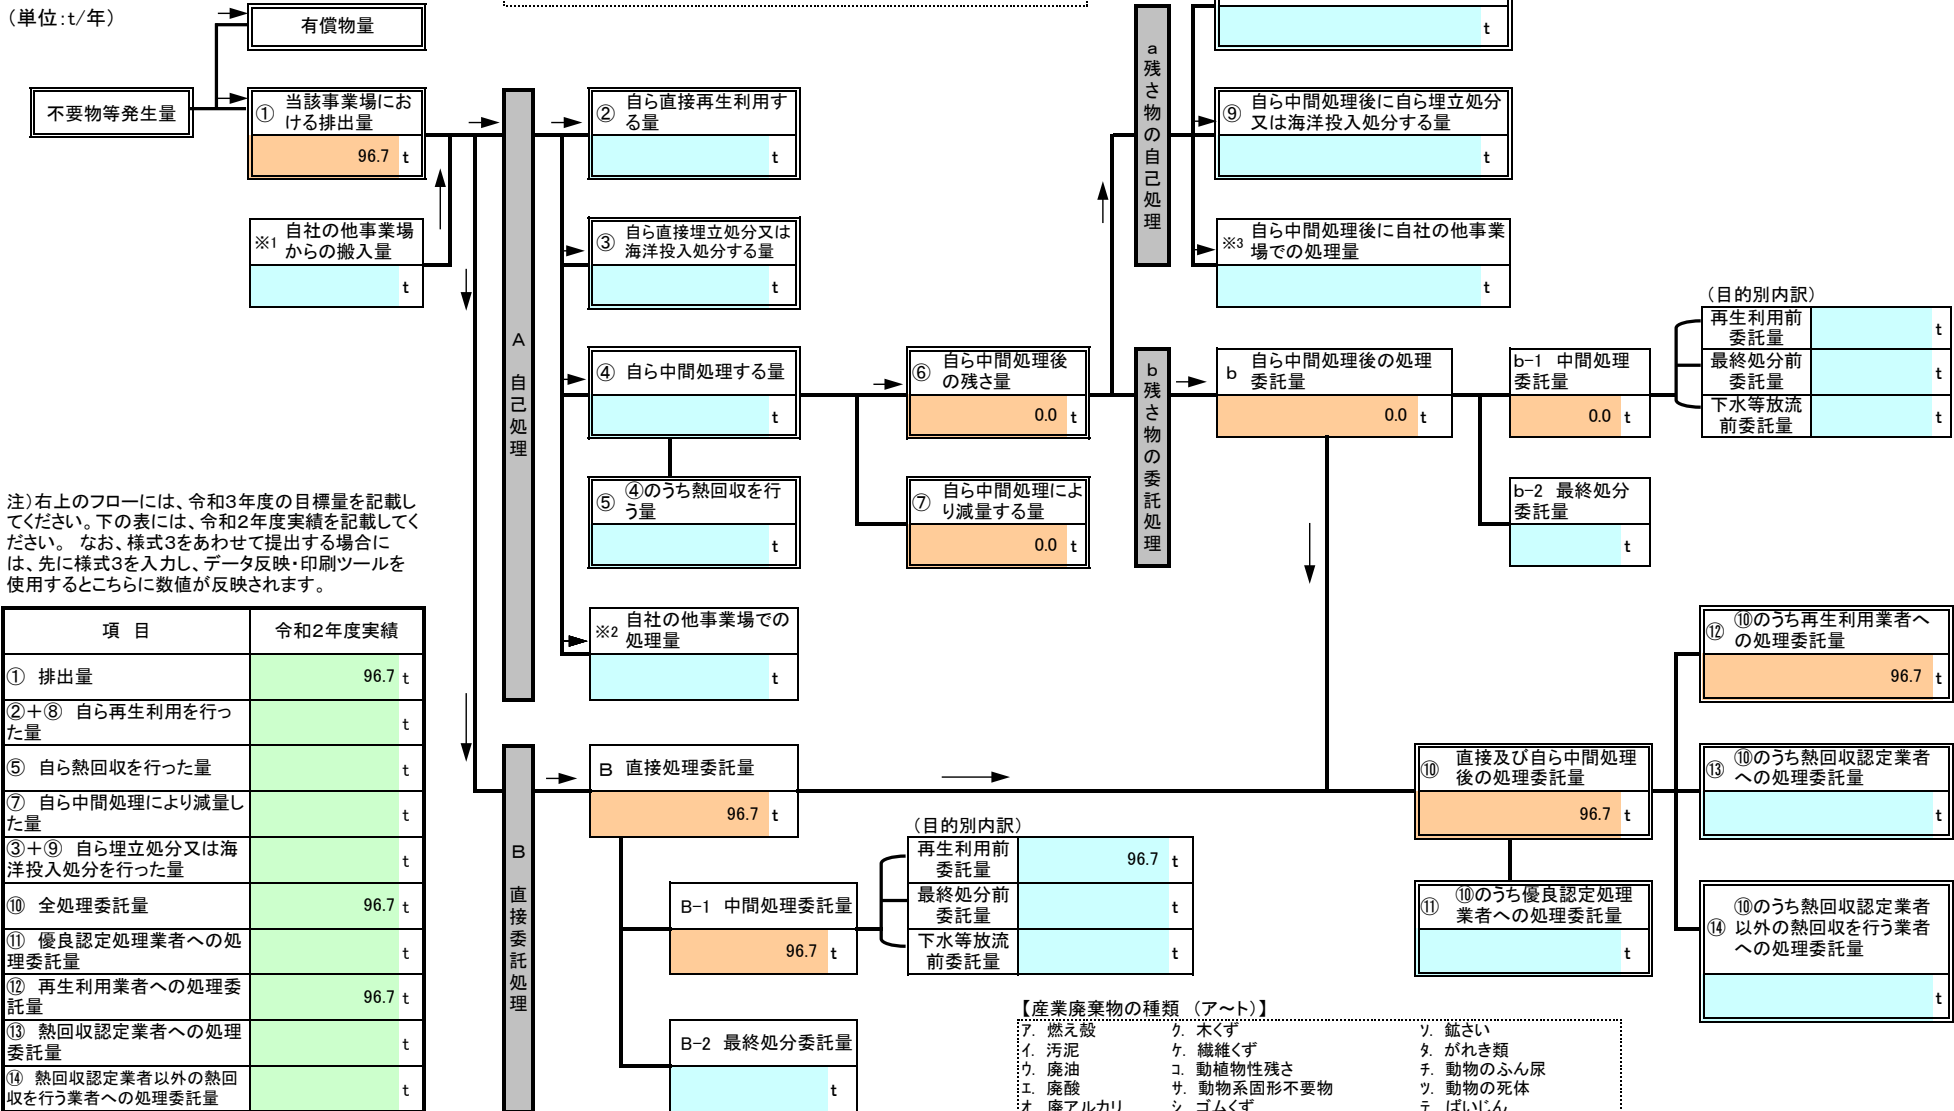 （単位:t/年）
有償物量
不要物等発生量
① 当該事業場にお
ける排出量
96.7 t
※1 自社の他事業場
からの搬入量
t
A 自己処理
② 自ら直接再生利用す
る量
t
③ 自ら直接埋立処分又は
海洋投入処分する量
t
④ 自ら中間処理する量
t
⑤ ④のうち熱回収を行
う量
t
※2 自社の他事業場での
処理量
t
⑥ 自ら中間処理後
の残さ量
0.0 t
⑦ 自ら中間処理によ
り減量する量
0.0 t
a 残さ物の自己処理
t
⑨ 自ら中間処理後に自ら埋立処分
又は海洋投入処分する量
t
※3 自ら中間処理後に自社の他事業
場での処理量
t
b 残さ物の委託処理
b 自ら中間処理後の処理
委託量
0.0 t
b-1 中間処理
委託量
0.0 t
b-2 最終処分
委託量
t
（目的別内訳）
再生利用前
委託量
t
最終処分前
委託量
t
下水等放流
前委託量
t
注）右上のフローには、令和3年度の目標量を記載し
てください。下の表には、令和2年度実績を記載してく
ださい。 なお、様式3をあわせて提出する場合に
は、先に様式3を入力し、データ反映・印刷ツールを
使用するとこちらに数値が反映されます。
項 目 令和2年度実績
① 排出量 96.7 t
②＋⑧ 自ら再生利用を行っ
た量
t
⑤ 自ら熱回収を行った量 t
⑦ 自ら中間処理により減量し
た量
t
③＋⑨ 自ら埋立処分又は海
洋投入処分を行った量
t
⑩ 全処理委託量 96.7 t
⑪ 優良認定処理業者への処
理委託量
t
⑫ 再生利用業者への処理委
託量
96.7 t
⑬ 熱回収認定業者への処理
委託量
t
⑭ 熱回収認定業者以外の熱回
収を行う業者への処理委託量
t
B 直接委託処理
B 直接処理委託量
96.7 t
B-1 中間処理委託量
96.7 t
B-2 最終処分委託量
t
（目的別内訳）
再生利用前
委託量
96.7 t
最終処分前
委託量
t
下水等放流
前委託量
t
⑩ 直接及び自ら中間処理
後の処理委託量
96.7 t
⑪ ⑩のうち優良認定処理
業者への処理委託量
t
⑫ ⑩のうち再生利用業者へ
の処理委託量
96.7 t
⑬ ⑩のうち熱回収認定業者
への処理委託量
t
⑭ ⑩のうち熱回収認定業者
以外の熱回収を行う業者
への処理委託量
t
【産業廃棄物の種類 （ア～ト）】
ｱ. 燃え殻 ｸ. 木くず ｿ. 鉱さい
ｲ. 汚泥 ｹ. 繊維くず ﾀ. がれき類
ｳ. 廃油 ｺ. 動植物性残さ ﾁ. 動物のふん尿
ｴ. 廃酸 ｻ. 動物系固形不要物 ﾂ. 動物の死体
ｵ. 廃アルカリ ｼ. ゴムくず ﾃ. ばいじん